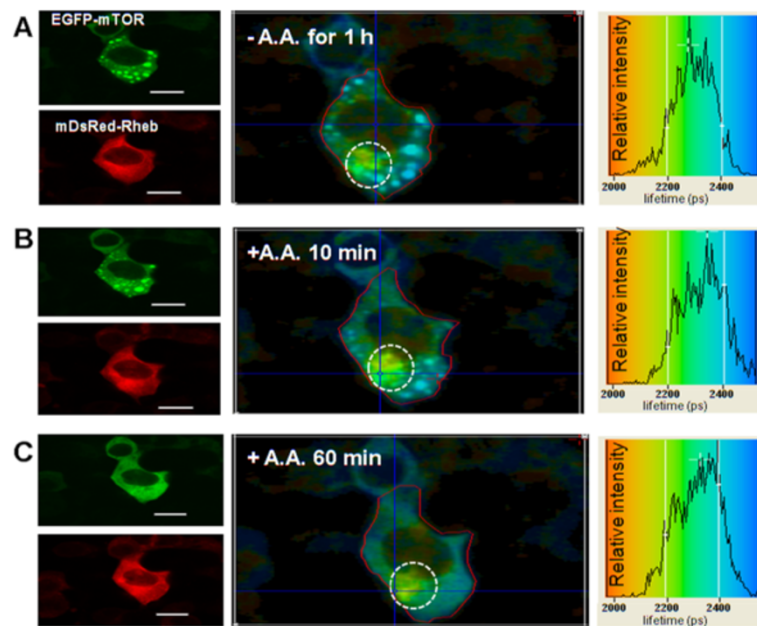 A
EGFP-mTOR
mDsRed-Rheb
- A.A. for 1 h
Relative intensity
2000 2200 2400
lifetime (ps)
B
+A.A. 10 min
Relative intensity
2000 2200 2400
lifetime (ps)
C
+ A.A. 60 min
Relative intensity
2000 2200 2400
lifetime (ps)